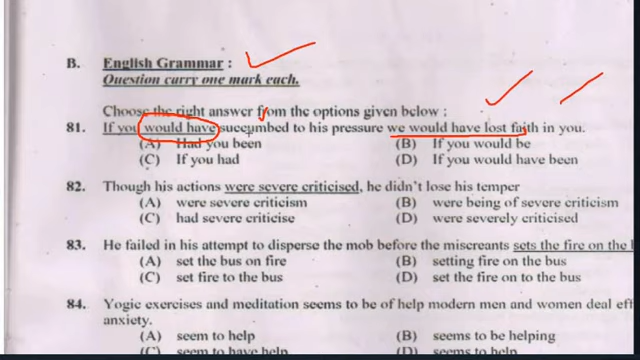 B. English Grammar :
Question carry one mark each.
Choose the right answer from the options given below :
81. If you would have succumbed to his pressure we would have lost faith in you.
(A) Had you been (B) If you would be
(C) If you had (D) If you would have been
82. Though his actions were severe criticised, he didn't lose his temper
(A) were severe criticism (B) were being of severe criticism
(C) had severe criticise (D) were severely criticised
83. He failed in his attempt to disperse the mob before the miscreants sets the fire on the
(A) set the bus on fire (B) setting fire on the bus
(C) set fire to the bus (D) set the fire on to the bus
84. Yogic exercises and meditation seems to be of help modern men and women deal
anxiety.
(A) seem to help (B) seems to be helping
(C) seem to have help (D) seems to help